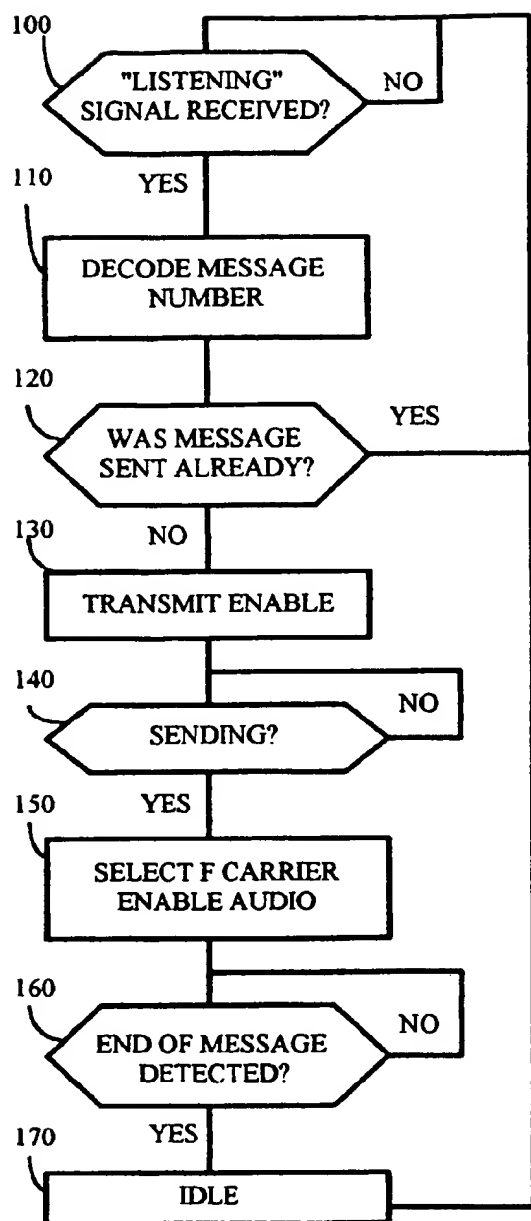 100
"LISTENING"
SIGNAL RECEIVED?
NO
YES
110
DECODE MESSAGE
NUMBER
120
WAS MESSAGE
SENT ALREADY?
YES
NO
130
TRANSMIT ENABLE
140
SENDING?
NO
YES
150
SELECT F CARRIER
ENABLE AUDIO
160
END OF MESSAGE
DETECTED?
NO
YES
170
IDLE